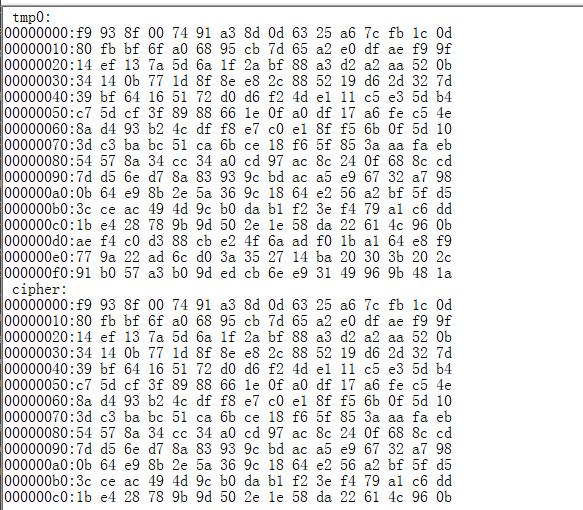 tmp0:
00000000:f9 93 8f 00 74 91 a3 8d 0d 63 25 a6 7c fb 1c 0d
00000010:80 fb bf 6f a0 68 95 cb 7d 65 a2 e0 df ae f9 9f
00000020:14 ef 13 7a 5d 6a 1f 2a bf 88 a3 d2 a2 aa 52 0b
00000030:34 14 0b 77 1d 8f 8e e8 2c 88 52 19 d6 2d 32 7d
00000040:39 bf 64 16 51 72 d0 d6 f2 4d e1 11 c5 e3 5d b4
00000050:c7 5d cf 3f 89 88 66 1e 0f a0 df 17 a6 fe c5 4e
00000060:8a d4 93 b2 4c df f8 e7 c0 e1 8f f5 6b 0f 5d 10
00000070:3d c3 ba bc 51 ca 6b ce 18 f6 5f 85 3a aa fa eb
00000080:54 57 8a 34 cc 34 a0 cd 97 ac 8c 24 0f 68 8c cd
00000090:7d d5 6e d7 8a 83 93 9c bd ac a5 e9 67 32 a7 98
000000a0:0b 64 e9 8b 2e 5a 36 9c 18 64 e2 56 a2 bf 5f d5
000000b0:3c ce ac 49 4d 9c b0 da b1 f2 3e f4 79 a1 c6 dd
000000c0:1b e4 28 78 9b 9d 50 2e 1e 58 da 22 61 4c 96 0b
000000d0:ae f4 c0 d3 88 cb e2 4f 6a ad f0 1b a1 64 e8 f9
000000e0:77 9a 22 ad 6c d0 3a 35 27 14 ba 20 30 3b 20 2c
000000f0:91 b0 57 a3 b0 9d ed cb 6e e9 31 49 96 9b 48 1a
cipher:
00000000:f9 93 8f 00 74 91 a3 8d 0d 63 25 a6 7c fb 1c 0d
00000010:80 fb bf 6f a0 68 95 cb 7d 65 a2 e0 df ae f9 9f
00000020:14 ef 13 7a 5d 6a 1f 2a bf 88 a3 d2 a2 aa 52 0b
00000030:34 14 0b 77 1d 8f 8e e8 2c 88 52 19 d6 2d 32 7d
00000040:39 bf 64 16 51 72 d0 d6 f2 4d e1 11 c5 e3 5d b4
00000050:c7 5d cf 3f 89 88 66 1e 0f a0 df 17 a6 fe c5 4e
00000060:8a d4 93 b2 4c df f8 e7 c0 e1 8f f5 6b 0f 5d 10
00000070:3d c3 ba bc 51 ca 6b ce 18 f6 5f 85 3a aa fa eb
00000080:54 57 8a 34 cc 34 a0 cd 97 ac 8c 24 0f 68 8c cd
00000090:7d d5 6e d7 8a 83 93 9c bd ac a5 e9 67 32 a7 98
000000a0:0b 64 e9 8b 2e 5a 36 9c 18 64 e2 56 a2 bf 5f d5
000000b0:3c ce ac 49 4d 9c b0 da b1 f2 3e f4 79 a1 c6 dd
000000c0:1b e4 28 78 9b 9d 50 2e 1e 58 da 22 61 4c 96 0b